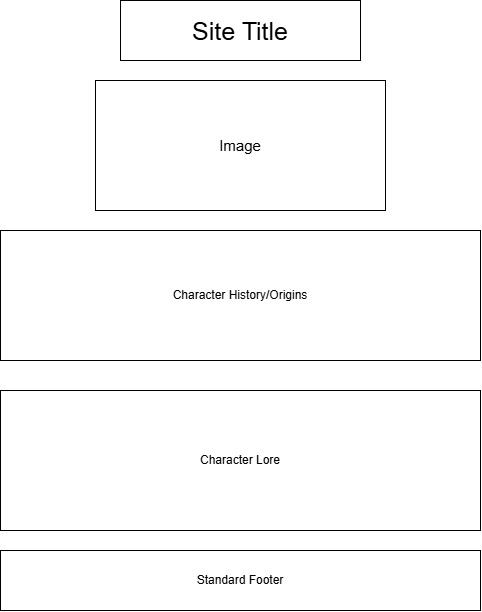 Site Title
Image
Character History/Origins
Character Lore
Standard Footer